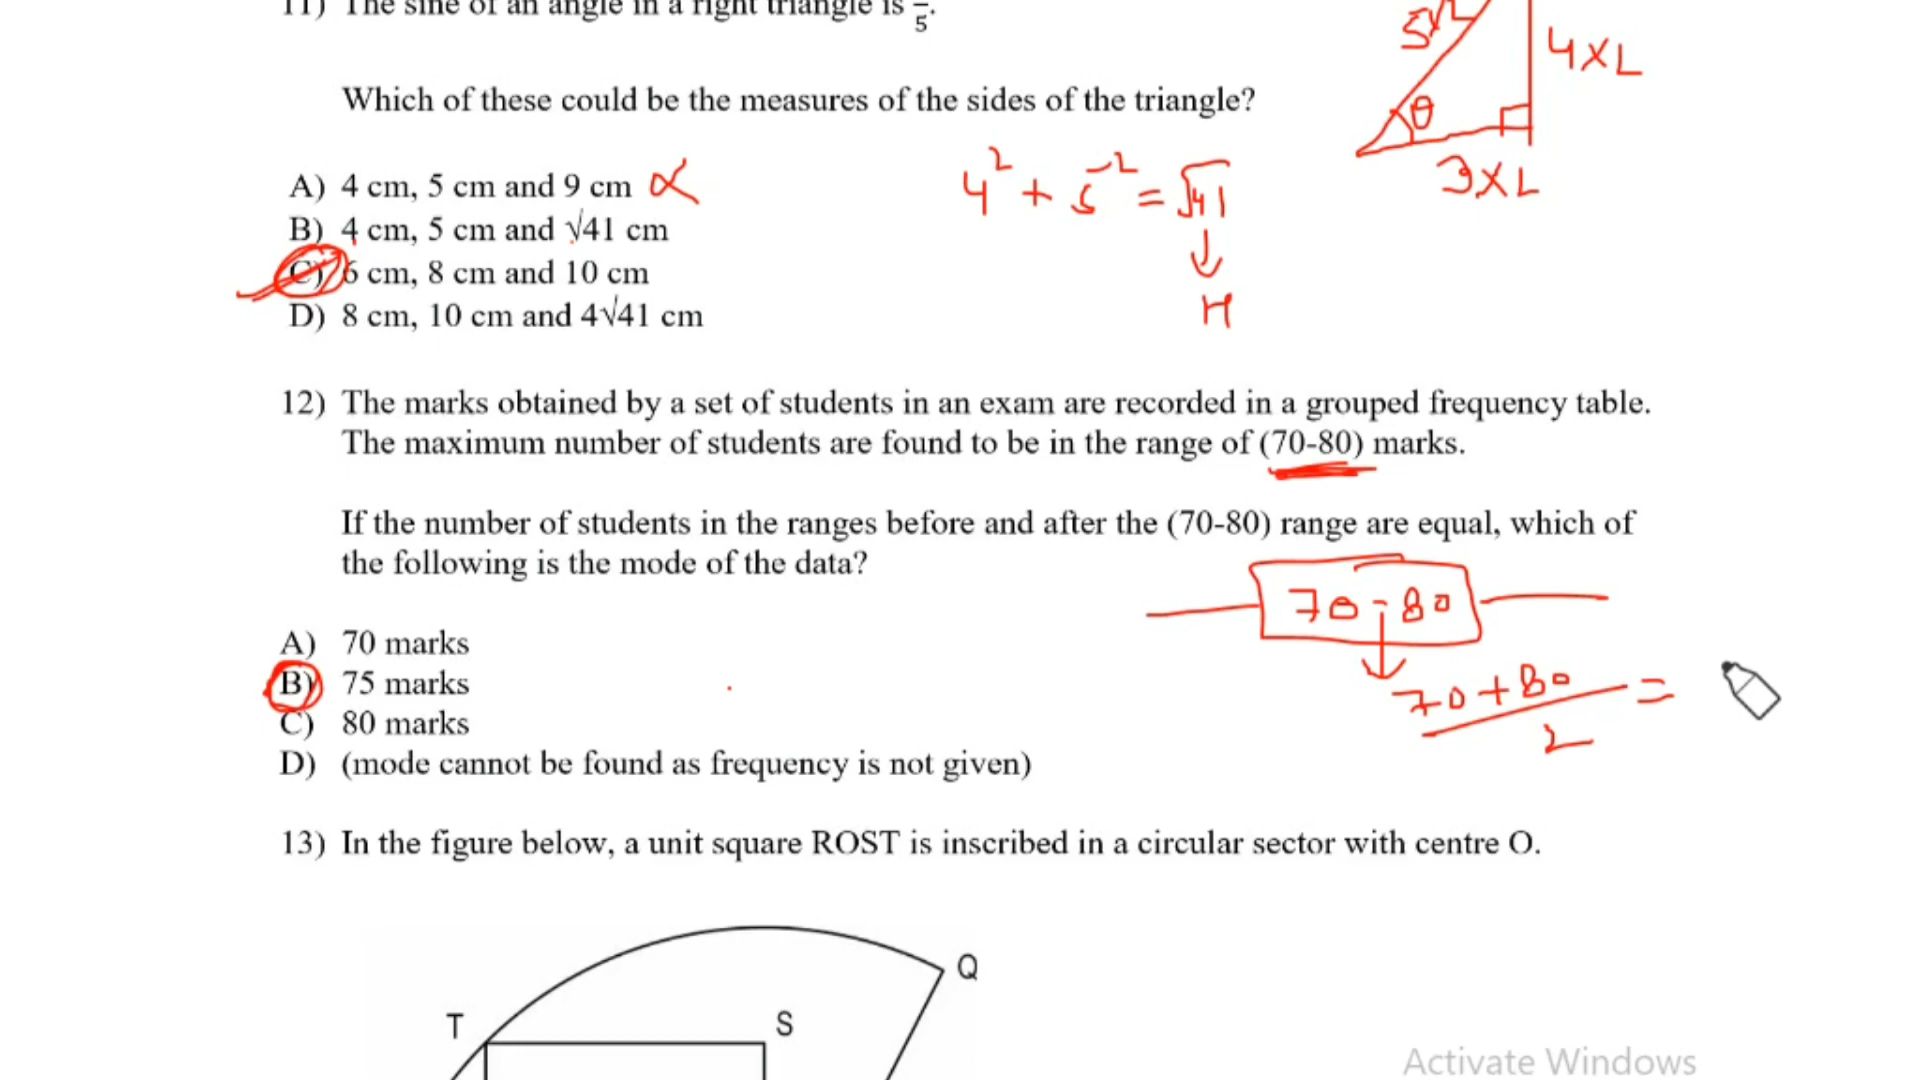 11) The sine of an angle in a right triangle is –/5.
5
4 X L
θ
3 X L
Which of these could be the measures of the sides of the triangle?
A) 4 cm, 5 cm and 9 cm
B) 4 cm, 5 cm and √41 cm
C) 6 cm, 8 cm and 10 cm
D) 8 cm, 10 cm and 4√41 cm
4² + 5² = √41
H
12) The marks obtained by a set of students in an exam are recorded in a grouped frequency table.
The maximum number of students are found to be in the range of (70-80) marks.
If the number of students in the ranges before and after the (70-80) range are equal, which of
the following is the mode of the data?
70-80
A) 70 marks
B) 75 marks
C) 80 marks
D) (mode cannot be found as frequency is not given)
70+80
=
2
13) In the figure below, a unit square ROST is inscribed in a circular sector with centre O.
Q
T
S
Activate Windows